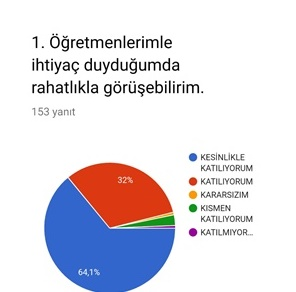 1. Öğretmenlerimle
ihtiyaç duyduğumda
rahatlıkla görüşebilirim.
153 yanıt
KESİNLİKLE
KATILIYORUM
KATILIYORUM
KARARSIZIM
KISMEN
KATILIYORUM
KATILMIYOR...
32%
64,1%